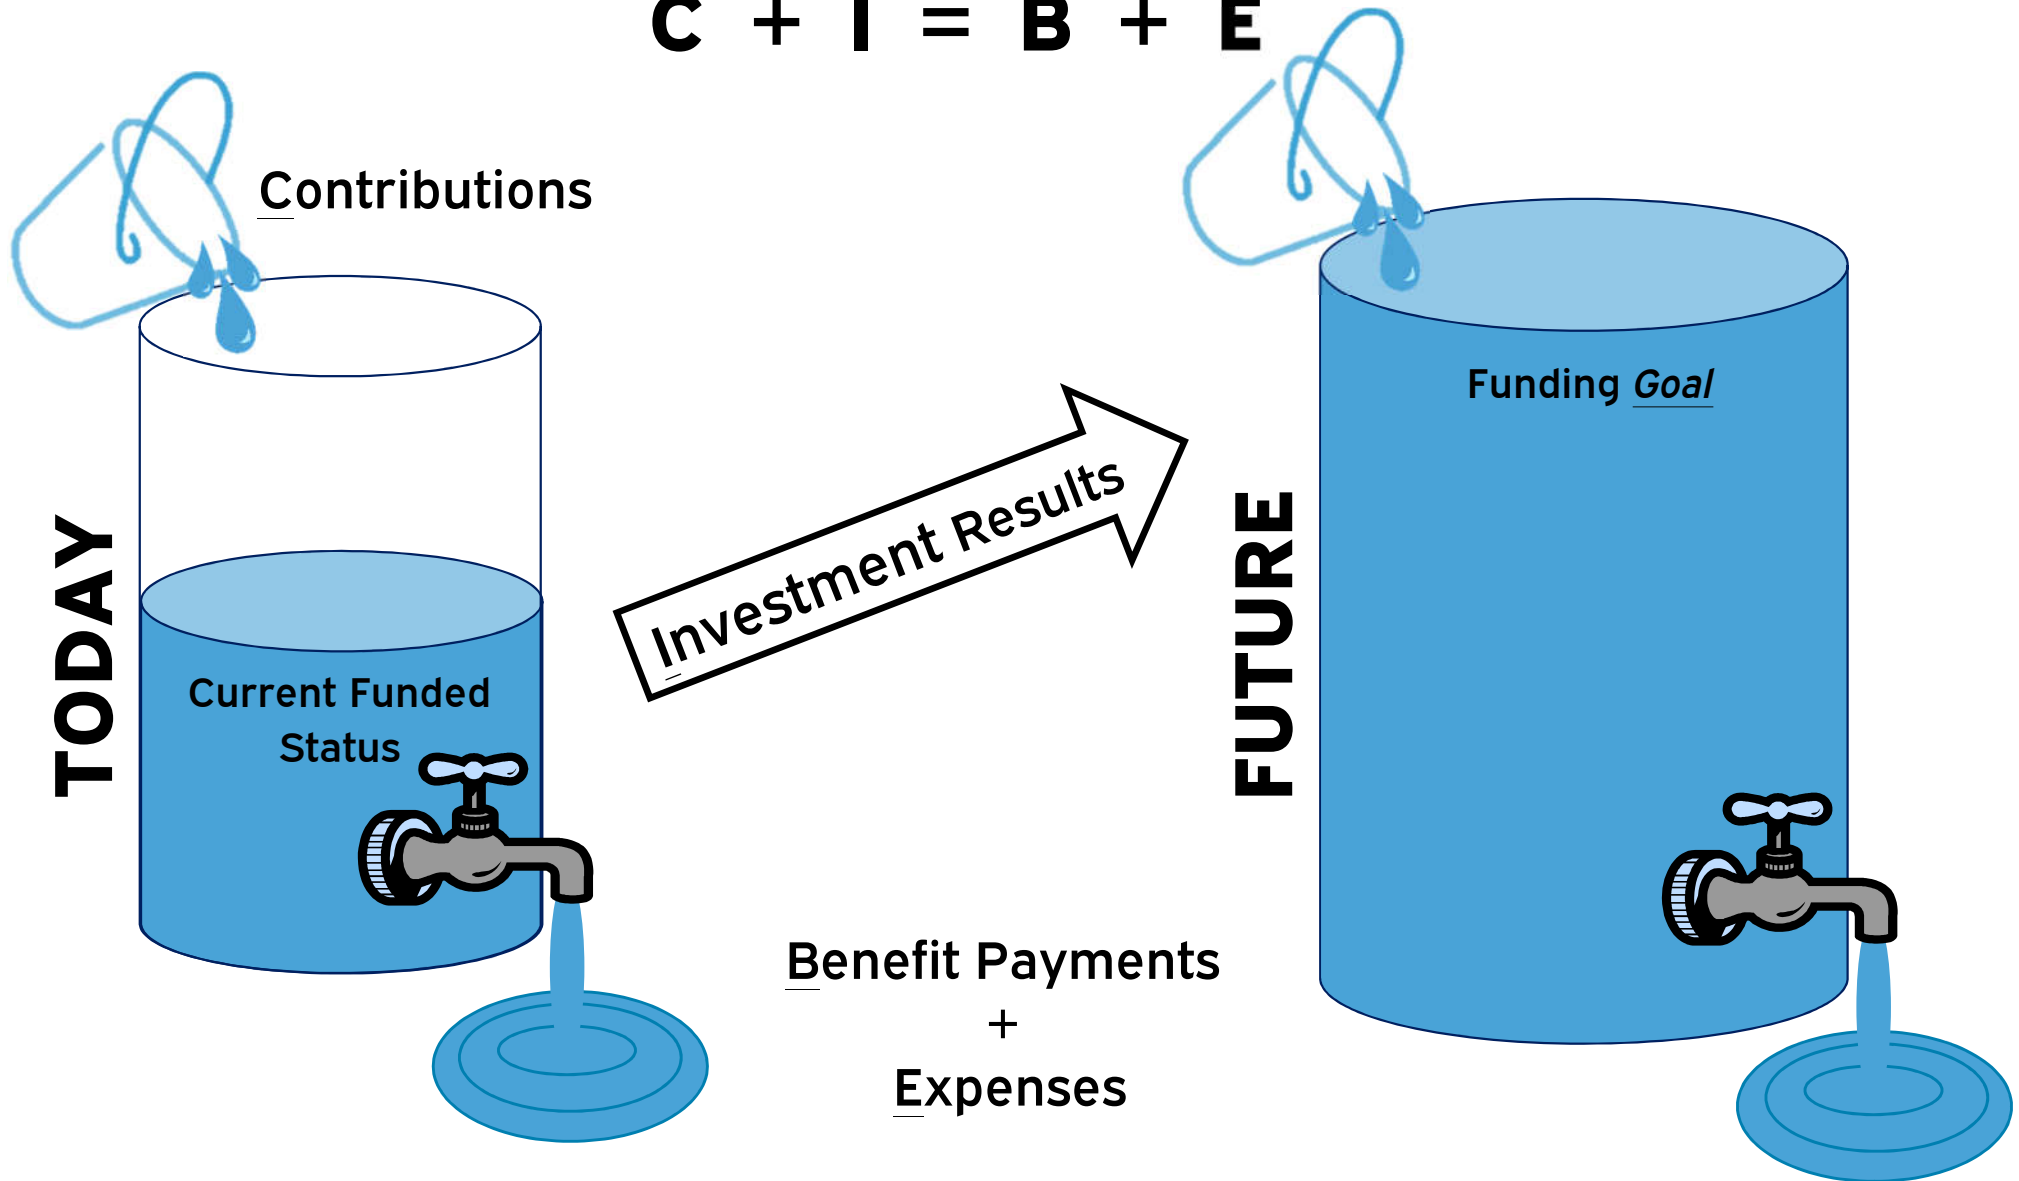 C + I = B + E
Contributions
Funding Goal
Investment Results
TODAY
FUTURE
Current Funded
Status
Benefit Payments
+
Expenses